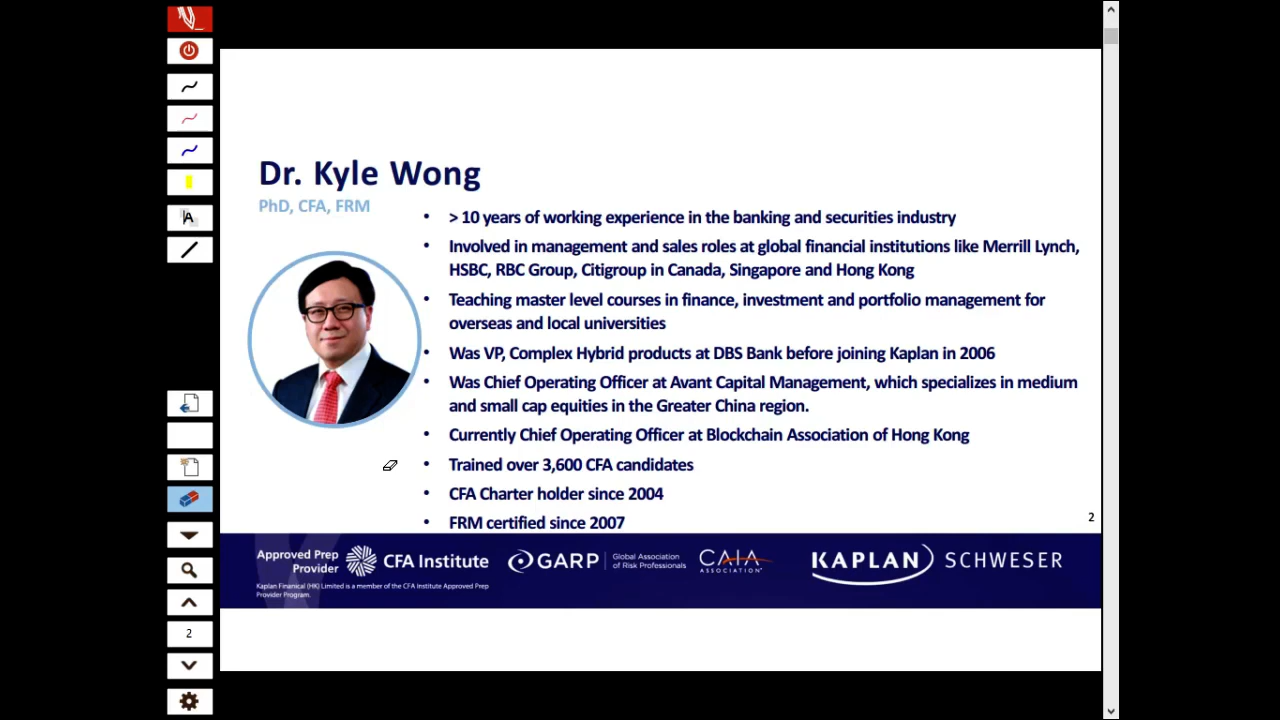 Dr. Kyle Wong
PhD, CFA, FRM
• > 10 years of working experience in the banking and securities industry
• Involved in management and sales roles at global financial institutions like Merrill Lynch,
HSBC, RBC Group, Citigroup in Canada, Singapore and Hong Kong
• Teaching master level courses in finance, investment and portfolio management for
overseas and local universities
• Was VP, Complex Hybrid products at DBS Bank before joining Kaplan in 2006
• Was Chief Operating Officer at Avant Capital Management, which specializes in medium
and small cap equities in the Greater China region.
• Currently Chief Operating Officer at Blockchain Association of Hong Kong
• Trained over 3,600 CFA candidates
• CFA Charter holder since 2004
• FRM certified since 2007
2
Approved Prep
Provider
CFA Institute
Kaplan Finanical (HK) Limited is a member of the CFA Institute Approved Prep
Provider Program.
GARP
Global Association
of Risk Professionals
CAIA
ASSOCIATION
KAPLAN SCHWESER
A
2